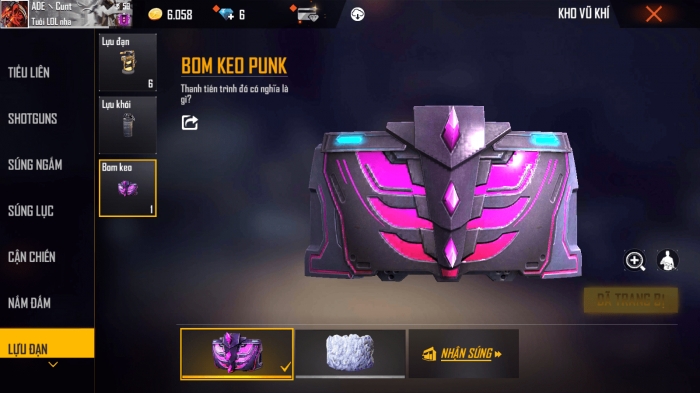 ADE \ Cunt
58
Tuổi LOL nha
6.058
6
KHO VŨ KHÍ
TIỂU LIÊN
SHOTGUNS
SÚNG NGẮM
SÚNG LỤC
CẬN CHIẾN
NẮM ĐẤM
LỰU ĐẠN
Lựu đạn
6
Lựu khói
Bom keo
1
BOM KEO PUNK
Thanh tiến trình đó có nghĩa là
gì?
ĐÃ TRANG BỊ
NHẬN SÚNG